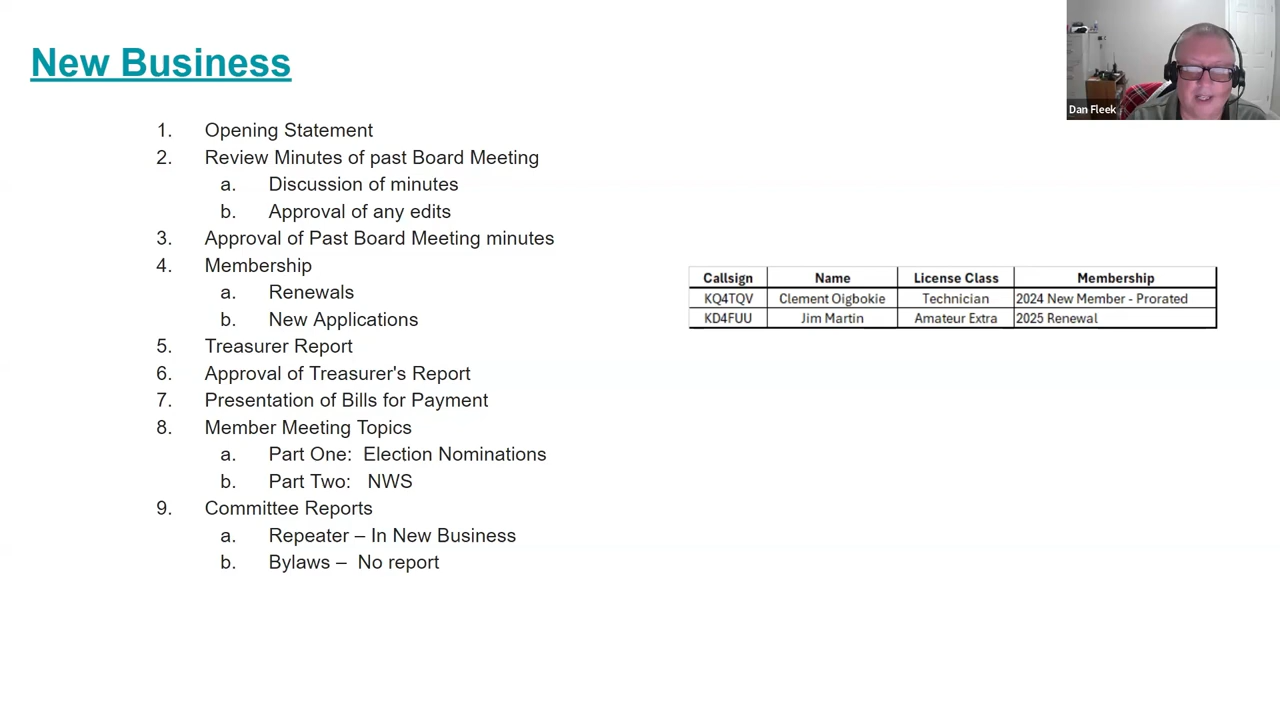 New Business
1. Opening Statement
2. Review Minutes of past Board Meeting
a. Discussion of minutes
b. Approval of any edits
3. Approval of Past Board Meeting minutes
4. Membership
a. Renewals
b. New Applications
5. Treasurer Report
6. Approval of Treasurer's Report
7. Presentation of Bills for Payment
8. Member Meeting Topics
a. Part One:  Election Nominations
b. Part Two:   NWS
9. Committee Reports
a. Repeater – In New Business
b. Bylaws –  No report
Callsign Name License Class Membership
KQ4TQV Clement Oigbokie Technician 2024 New Member - Prorated
KD4FUU Jim Martin Amateur Extra 2025 Renewal
Dan Fleek